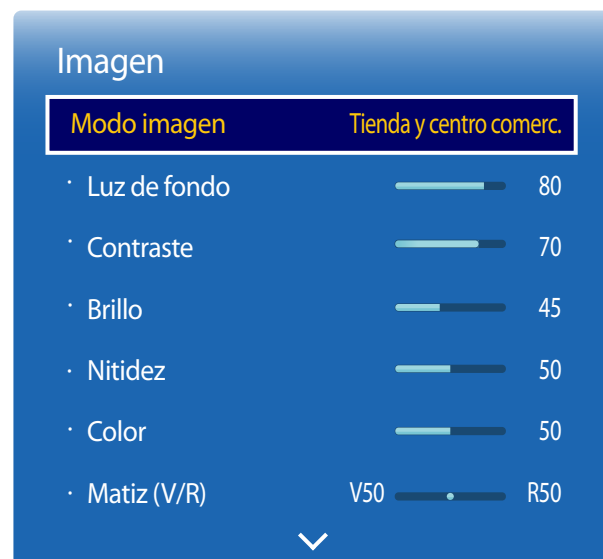 Imagen
Modo imagen Tienda y centro comerc.
· Luz de fondo 80
· Contraste 70
· Brillo 45
· Nitidez 50
· Color 50
· Matiz (V/R) V50 R50